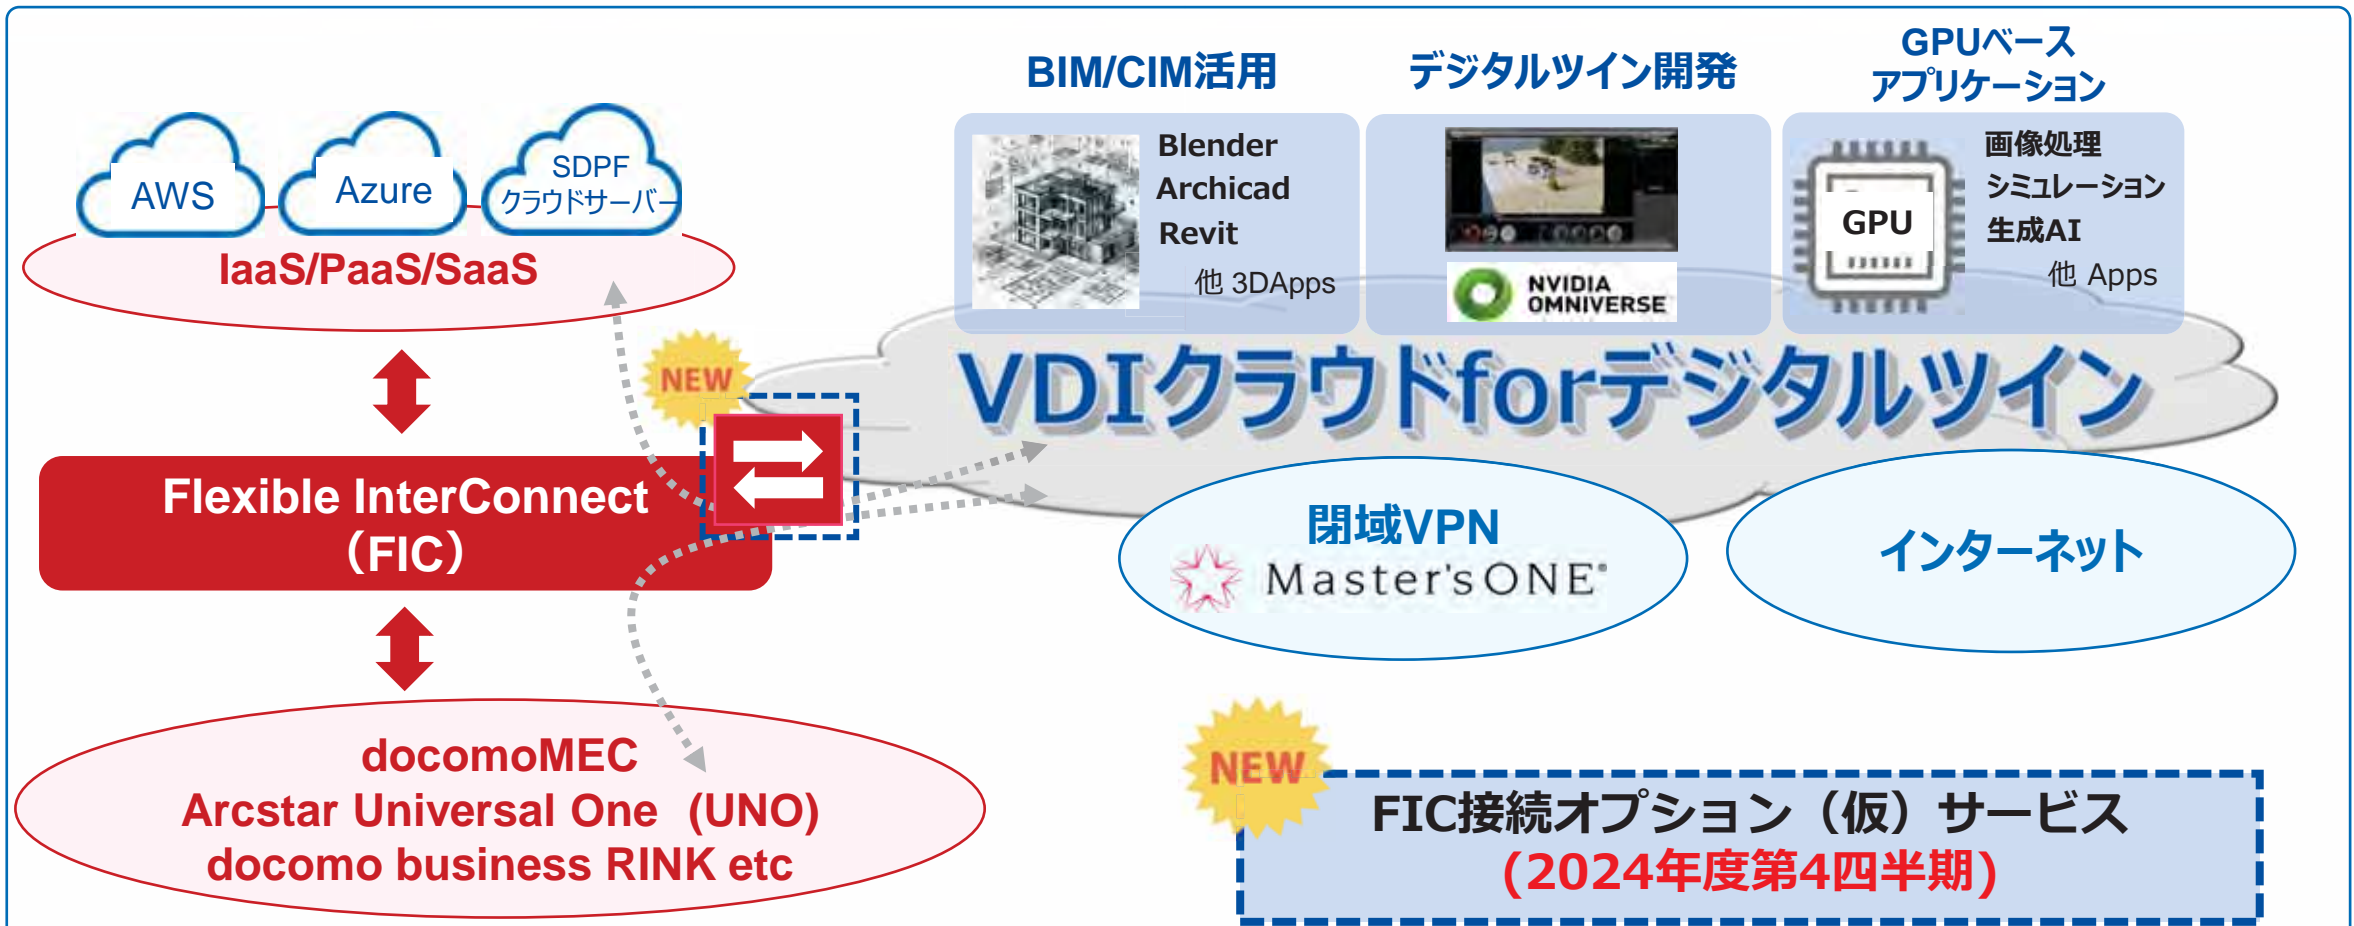 AWS
Azure
SDPF
クラウドサーバー
IaaS/PaaS/SaaS
Flexible InterConnect
（FIC）
docomoMEC
Arcstar Universal One (UNO)
docomo business RINK etc
BIM/CIM活用
Blender
Archicad
Revit
他 3DApps
デジタルツイン開発
NVIDIA
OMNIVERSE
GPUベース
アプリケーション
GPU
画像処理
シミュレーション
生成AI
他 Apps
NEW
VDIクラウドforデジタルツイン
閉域VPN
Master'sONE®
インターネット
NEW
FIC接続オプション（仮）サービス
(2024年度第4四半期)